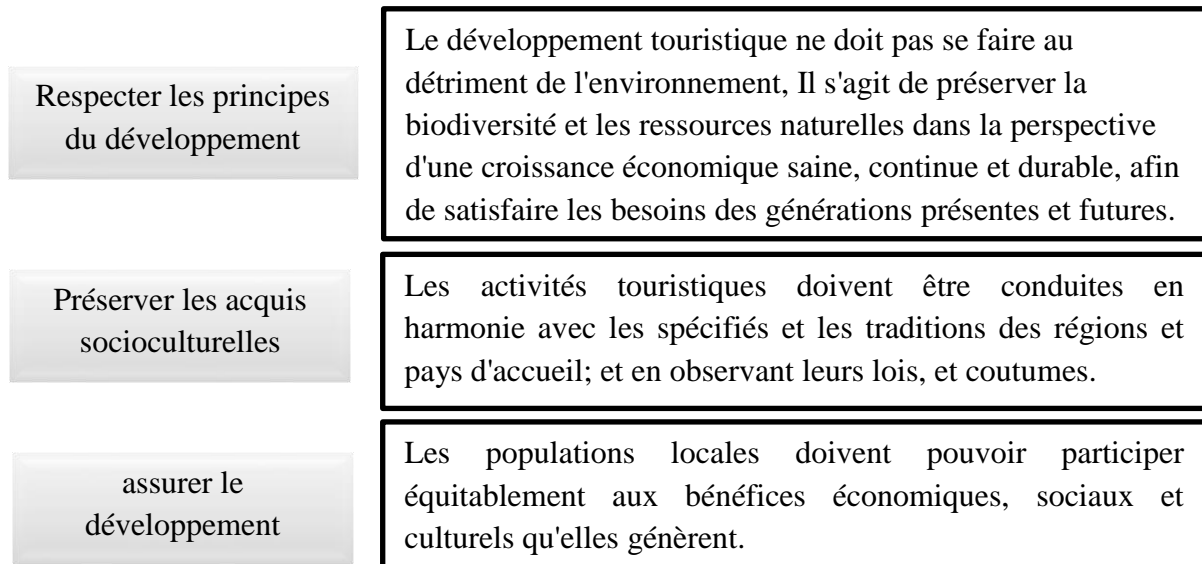 Respecter les principes
du développement
Le développement touristique ne doit pas se faire au
détriment de l'environnement, Il s'agit de préserver la
biodiversité et les ressources naturelles dans la perspective
d'une croissance économique saine, continue et durable, afin
de satisfaire les besoins des générations présentes et futures.
Préserver les acquis
socioculturelles
Les activités touristiques doivent être conduites en
harmonie avec les spécifiés et les traditions des régions et
pays d'accueil; et en observant leurs lois, et coutumes.
assurer le
développement
Les populations locales doivent pouvoir participer
équitablement aux bénéfices économiques, sociaux et
culturels qu'elles génèrent.